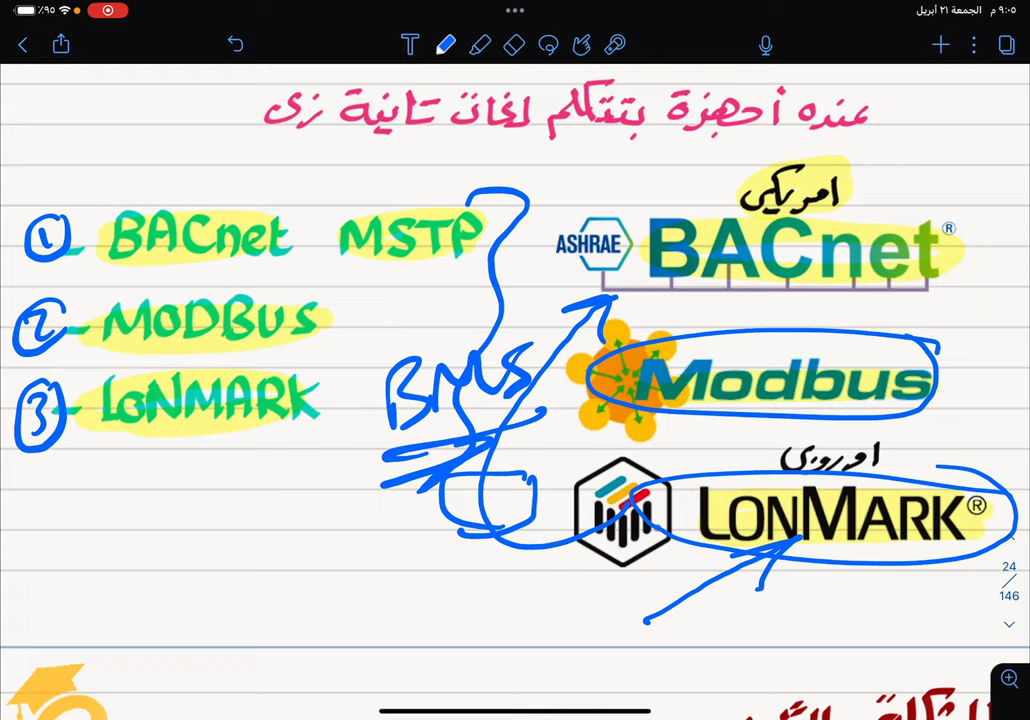 ٩:٠٥ م الجمعة ٢١ أبريل
٩٥٪
عنده أجهزة بتتكلم لغات تانية زى
امريكي
1- BACnet MSTP
ASHRAE BACnet®
2- MODBUS
Modbus
BMS
3- LONMARK
اوروبى
LONMARK®
24
146